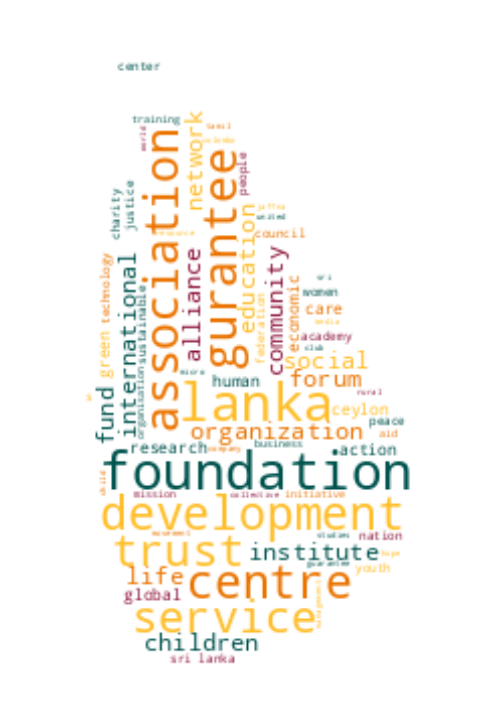 center
training
tamil
world
network
association
gurantee
people
charity
justice
jaffna
united
resource
council
education
technology
international
alliance
community
sustainable
federation
economic
sri
women
care
media
green
academy
club
social
micro
human
forum
rural
fund
organisation
lanka
ceylon
peace
organization
aid
research
company
business
action
foundation
child
mission
collective
initiative
development
movement
studies
nation
trust
institute
hope
guarantee
youth
life
centre
global
management
service
children
sri lanka